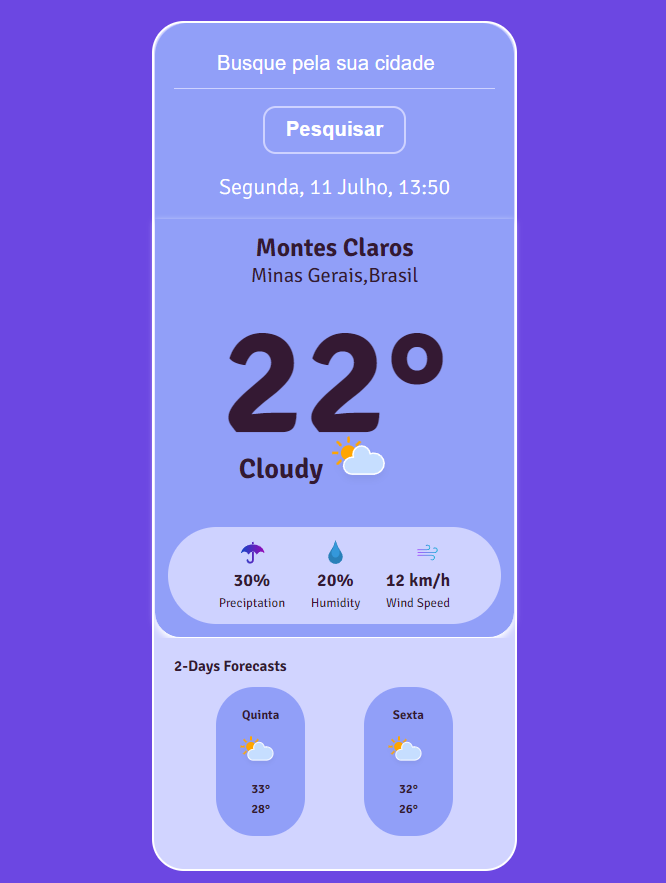 Busque pela sua cidade
Pesquisar
Segunda, 11 Julho, 13:50
Montes Claros
Minas Gerais,Brasil
22°
Cloudy
30% 20% 12 km/h
Preciptation Humidity Wind Speed
2-Days Forecasts
Quinta Sexta
33° 32°
28° 26°